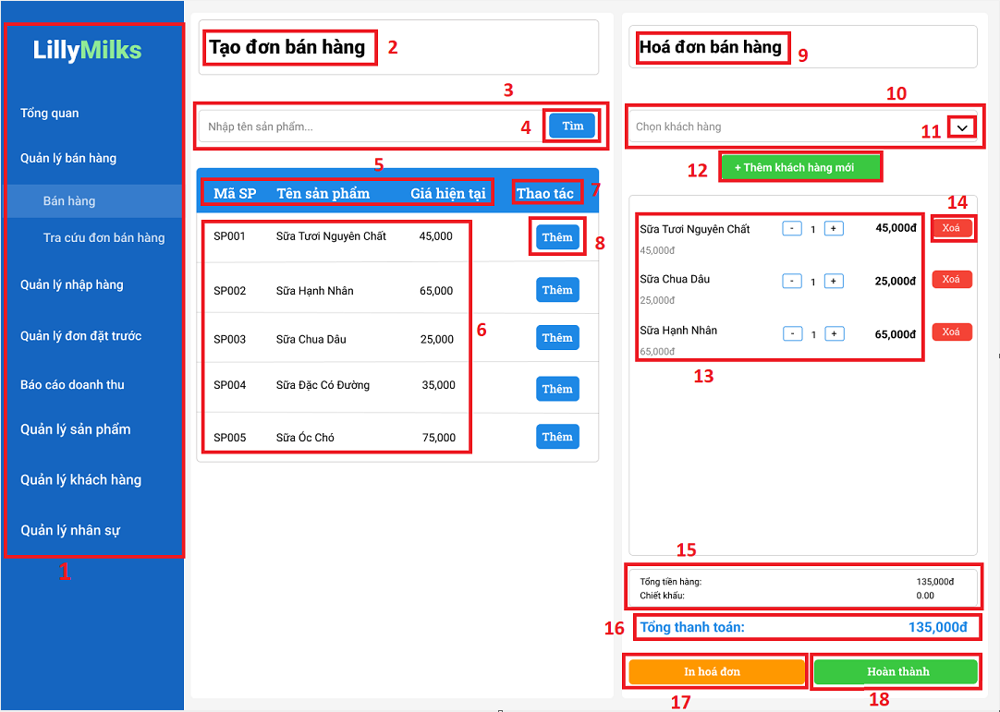 LillyMilks
Tổng quan
Quản lý bán hàng
Bán hàng
Tra cứu đơn bán hàng
Quản lý nhập hàng
Quản lý đơn đặt trước
Báo cáo doanh thu
Quản lý sản phẩm
Quản lý khách hàng
Quản lý nhân sự
1
Tạo đơn bán hàng 2
3
Nhập tên sản phẩm... 4 Tìm
5
Mã SP Tên sản phẩm Giá hiện tại Thao tác 7
SP001 Sữa Tươi Nguyên Chất 45,000 Thêm 8
SP002 Sữa Hạnh Nhân 65,000 Thêm
6
SP003 Sữa Chua Dâu 25,000 Thêm
SP004 Sữa Đặc Có Đường 35,000 Thêm
SP005 Sữa Óc Chó 75,000 Thêm
Hoá đơn bán hàng 9
10
Chọn khách hàng 11
12 + Thêm khách hàng mới
14
Sữa Tươi Nguyên Chất - 1 + 45,000đ Xoá
45,000đ
Sữa Chua Dâu - 1 + 25,000đ Xoá
25,000đ
Sữa Hạnh Nhân - 1 + 65,000đ Xoá
65,000đ
13
15
Tổng tiền hàng: 135,000đ
Chiết khấu: 0.00
16 Tổng thanh toán: 135,000đ
In hoá đơn Hoàn thành
17 18